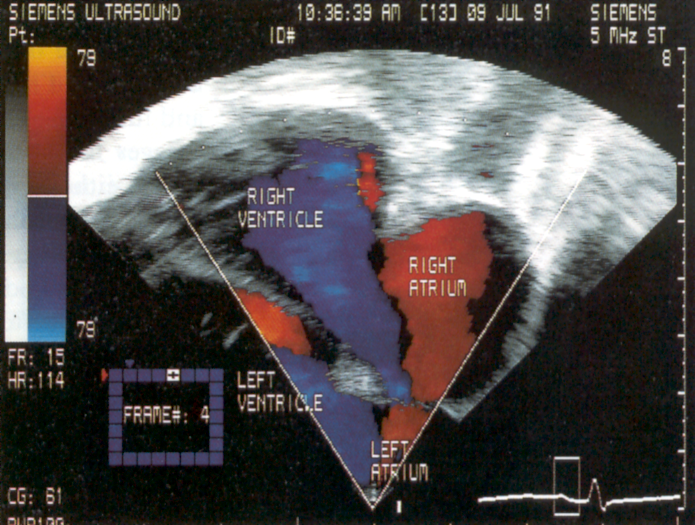 SIEMENS ULTRASOUND 10:36:39 AM [13] 09 JUL 91 SIEMENS
Pt: ID# 5 MHz ST
79 8
RIGHT
VENTRICLE
RIGHT
ATRIUM
79
FR: 15
HR:114
LEFT
VENTRICLE
FRAME#: 4
LEFT
ATRIUM
CG: 61